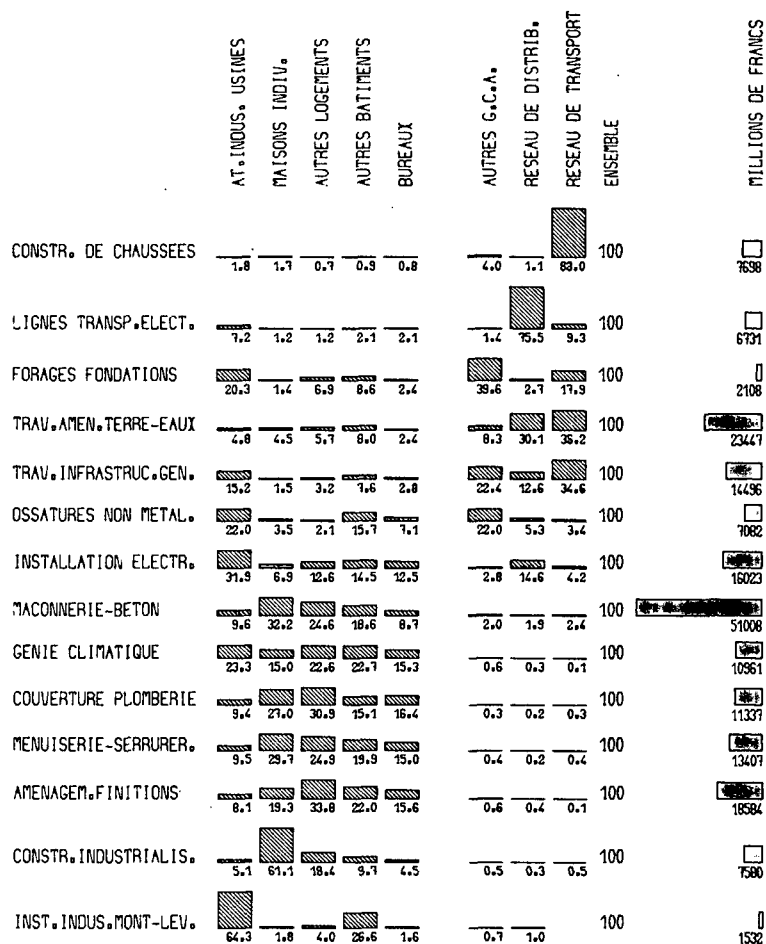 AT.INDUS. USINES
MAISONS INDIV.
AUTRES LOGEMENTS
AUTRES BATIMENTS
BUREAUX
AUTRES G.C.A.
RESEAU DE DISTRIB.
RESEAU DE TRANSPORT
ENSEMBLE
MILLIONS DE FRANCS
CONSTR. DE CHAUSSEES 1.8 1.7 0.7 0.9 0.8 4.0 1.1 83.0 100 7698
LIGNES TRANSP.ELECT. 7.2 1.2 1.2 2.1 2.1 1.4 75.5 9.3 100 6731
FORAGES FONDATIONS 20.3 1.4 6.9 8.6 2.4 39.6 2.7 17.9 100 2108
TRAV.AMEN.TERRE-EAUX 4.8 4.5 5.7 8.0 2.4 8.3 30.1 36.2 100 23447
TRAV.INFRASTRUC.GEN. 15.2 1.5 3.2 7.6 2.8 22.4 12.6 34.6 100 14496
OSSATURES NON METAL. 22.0 3.5 2.1 15.7 7.1 22.0 5.3 3.4 100 7082
INSTALLATION ELECTR. 31.9 6.9 12.6 14.5 12.5 2.8 14.6 4.2 100 16023
MACONNERIE-BETON 9.6 32.2 24.6 18.6 8.7 2.0 1.9 2.4 100 51008
GENIE CLIMATIQUE 23.3 15.0 22.6 22.7 15.3 0.6 0.3 0.1 100 10961
COUVERTURE PLOMBERIE 9.4 27.0 30.9 15.1 16.4 0.3 0.2 0.3 100 11337
MENUISERIE-SERRURER. 9.5 29.7 24.9 19.9 15.0 0.4 0.2 0.4 100 13407
AMENAGEM.FINITIONS 8.1 19.3 33.8 22.0 15.6 0.6 0.4 0.1 100 18584
CONSTR.INDUSTRIALIS. 5.1 61.1 18.4 9.7 4.5 0.5 0.3 0.5 100 7580
INST.INDUS.MONT-LEV. 64.3 1.8 4.0 26.6 1.6 0.7 1.0 100 1532